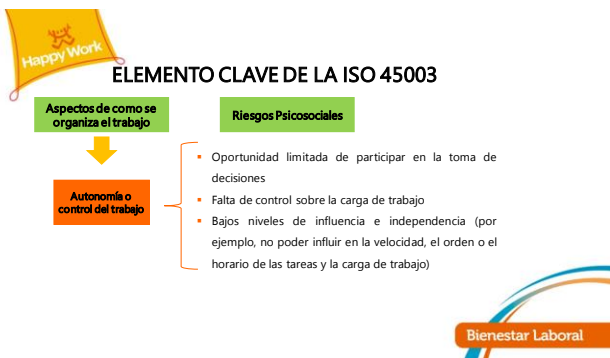 Happy Work
ELEMENTO CLAVE DE LA ISO 45003
Aspectos de como se
organiza el trabajo
Riesgos Psicosociales
Autonomía o
control del trabajo
▪ Oportunidad limitada de participar en la toma de
decisiones
▪ Falta de control sobre la carga de trabajo
▪ Bajos niveles de influencia e independencia (por
ejemplo, no poder influir en la velocidad, el orden o el
horario de las tareas y la carga de trabajo)
Bienestar Laboral